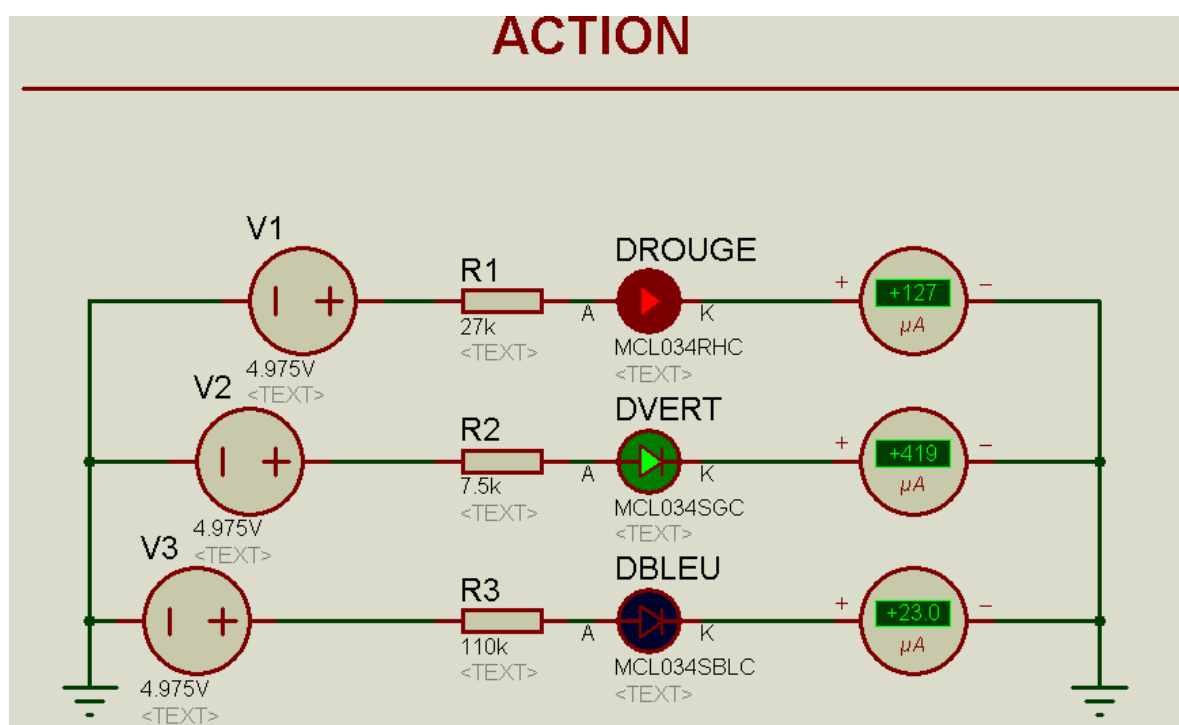 ACTION
V1
4.975V
<TEXT>
R1
27k
<TEXT>
A
DROUGE
K
MCL034RHC
<TEXT>
+
+127
µA
−
V2
4.975V
<TEXT>
R2
7.5k
<TEXT>
A
DVERT
K
MCL034SGC
<TEXT>
+
+419
µA
−
V3
4.975V
<TEXT>
R3
110k
<TEXT>
A
DBLEU
K
MCL034SBLC
<TEXT>
+
+23.0
µA
−